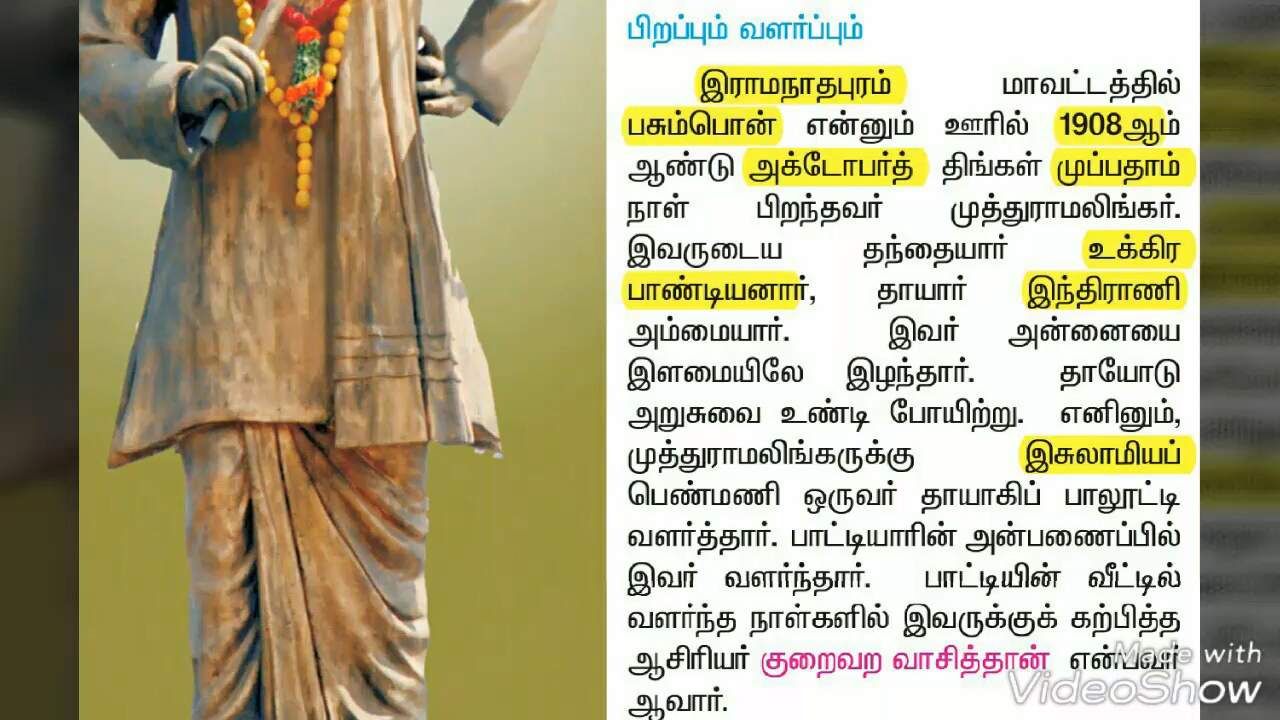 பிறப்பும் வளர்ப்பும்
இராமநாதபுரம் மாவட்டத்தில்
பசும்பொன் என்னும் ஊரில் 1908ஆம்
ஆண்டு அக்டோபர்த் திங்கள் முப்பதாம்
நாள் பிறந்தவர் முத்துராமலிங்கர்.
இவருடைய தந்தையார் உக்கிர
பாண்டியனார், தாயார் இந்திராணி
அம்மையார். இவர் அன்னையை
இளமையிலே இழந்தார். தாயோடு
அறுசுவை உண்டி போயிற்று. எனினும்,
முத்துராமலிங்கருக்கு இசுலாமியப்
பெண்மணி ஒருவர் தாயாகிப் பாலூட்டி
வளர்த்தார். பாட்டியாரின் அன்பணைப்பில்
இவர் வளர்ந்தார். பாட்டியின் வீட்டில்
வளர்ந்த நாள்களில் இவருக்குக் கற்பித்த
ஆசிரியர் குறைவற வாசித்தான் என்பவர்
ஆவார்.
Made with
VideoShow